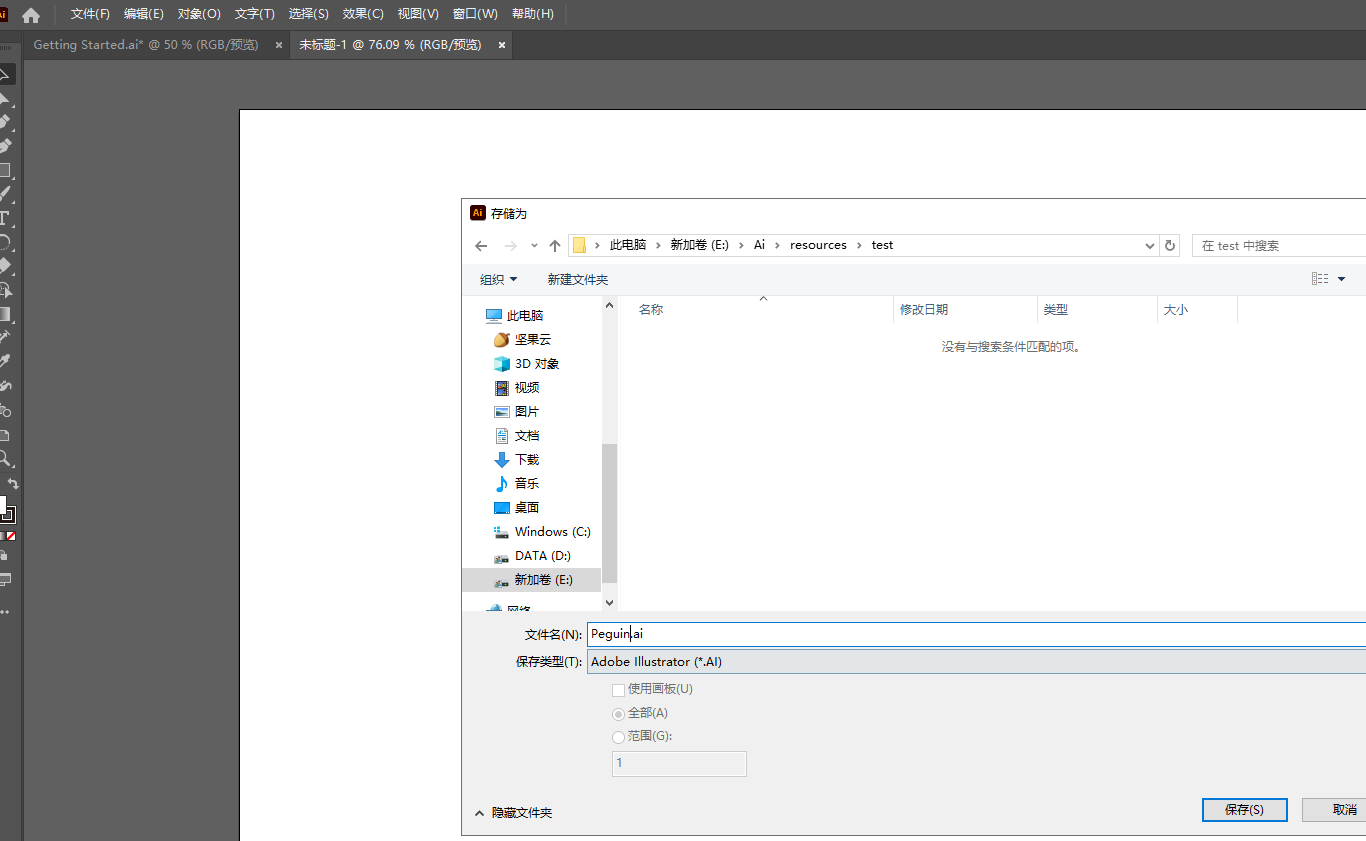 Ai 文件(F) 编辑(E) 对象(O) 文字(T) 选择(S) 效果(C) 视图(V) 窗口(W) 帮助(H)
Getting Started.ai* @ 50 % (RGB/预览) × 未标题-1 @ 76.09 % (RGB/预览) ×
Ai 存储为
此电脑 › 新加卷 (E:) › Ai › resources › test
在 test 中搜索
组织 新建文件夹
名称 修改日期 类型 大小
没有与搜索条件匹配的项。
此电脑
坚果云
3D 对象
视频
图片
文档
下载
音乐
桌面
Windows (C:)
DATA (D:)
新加卷 (E:)
网络
文件名(N): Peguin.ai
保存类型(T): Adobe Illustrator (*.AI)
使用画板(U)
全部(A)
范围(G):
1
隐藏文件夹
保存(S) 取消